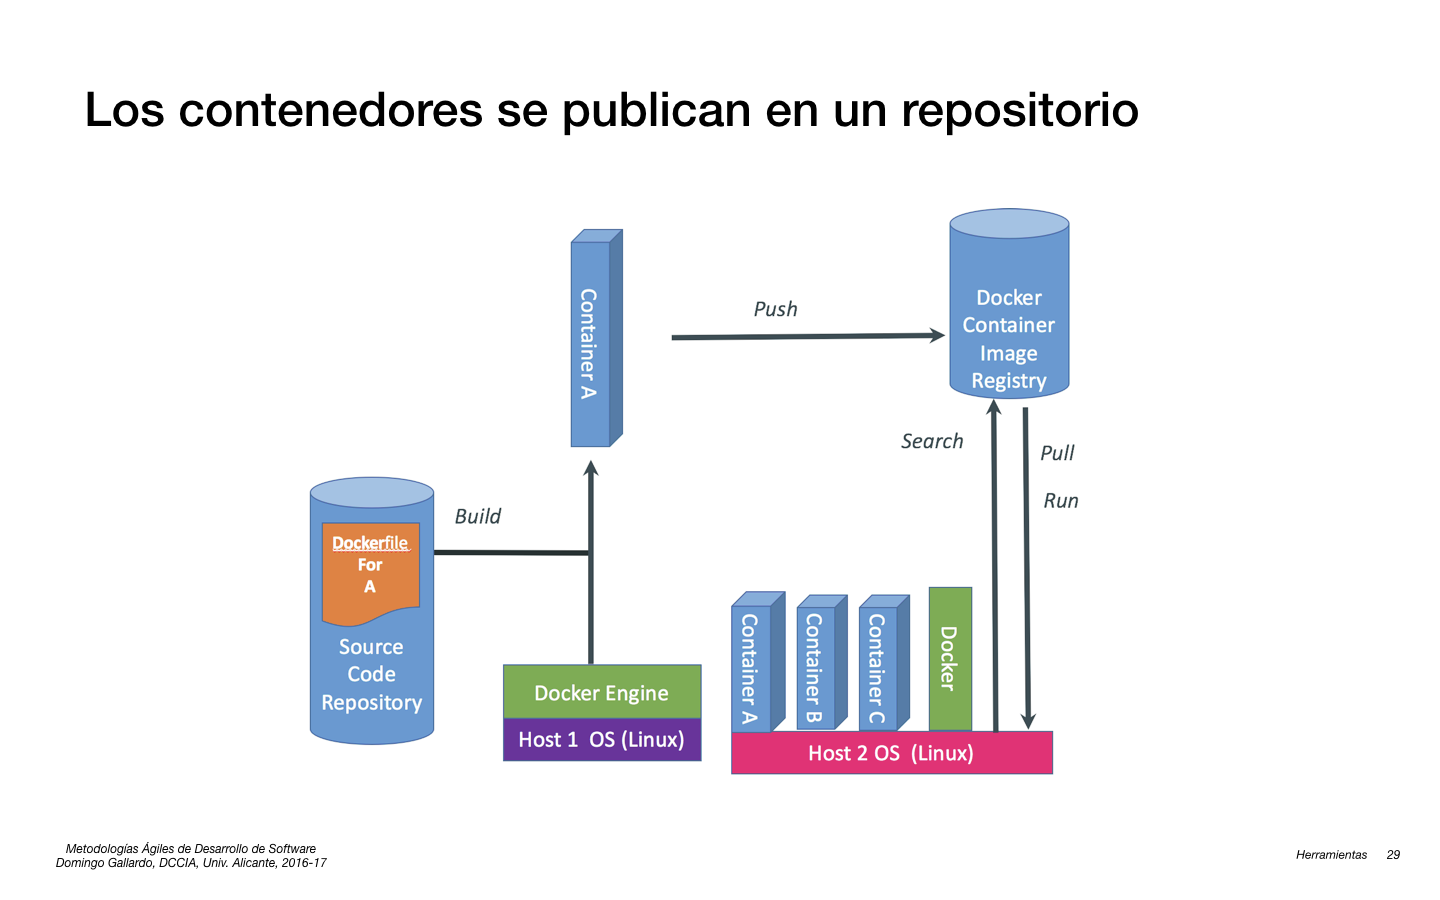 Los contenedores se publican en un repositorio
Container A
Push
Docker
Container
Image
Registry
Search
Pull
Run
Build
Dockerfile
For
A
Source
Code
Repository
Docker Engine
Host 1  OS (Linux)
Container A
Container B
Container C
Docker
Host 2 OS  (Linux)
Metodologías Ágiles de Desarrollo de Software
Domingo Gallardo, DCCIA, Univ. Alicante, 2016-17
Herramientas 29